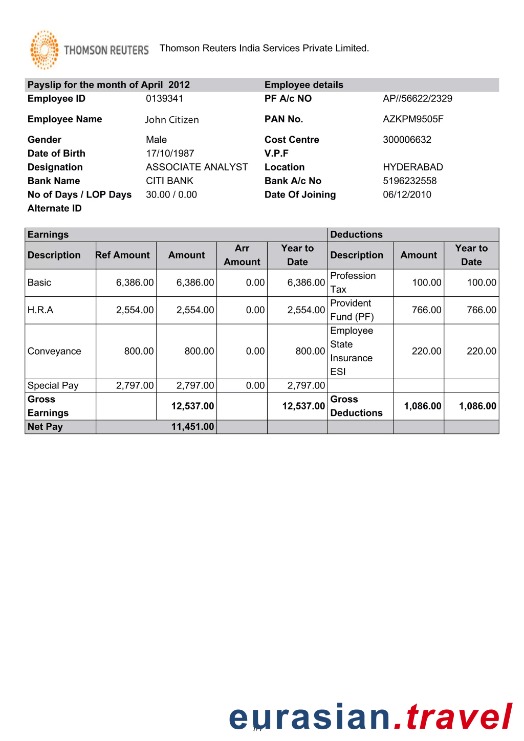 THOMSON REUTERS Thomson Reuters India Services Private Limited.
Payslip for the month of April 2012 Employee details
Employee ID 0139341 PF A/c NO AP//56622/2329
Employee Name John Citizen PAN No. AZKPM9505F
Gender Male Cost Centre 300006632
Date of Birth 17/10/1987 V.P.F
Designation ASSOCIATE ANALYST Location HYDERABAD
Bank Name CITI BANK Bank A/c No 5196232558
No of Days / LOP Days 30.00 / 0.00 Date Of Joining 06/12/2010
Alternate ID
Earnings Deductions
Description Ref Amount Amount Arr Amount Year to Date Description Amount Year to Date
Basic 6,386.00 6,386.00 0.00 6,386.00 Profession Tax 100.00 100.00
H.R.A 2,554.00 2,554.00 0.00 2,554.00 Provident Fund (PF) 766.00 766.00
Conveyance 800.00 800.00 0.00 800.00 Employee State Insurance ESI 220.00 220.00
Special Pay 2,797.00 2,797.00 0.00 2,797.00
Gross Earnings 12,537.00 12,537.00 Gross Deductions 1,086.00 1,086.00
Net Pay 11,451.00
eurasian.travel